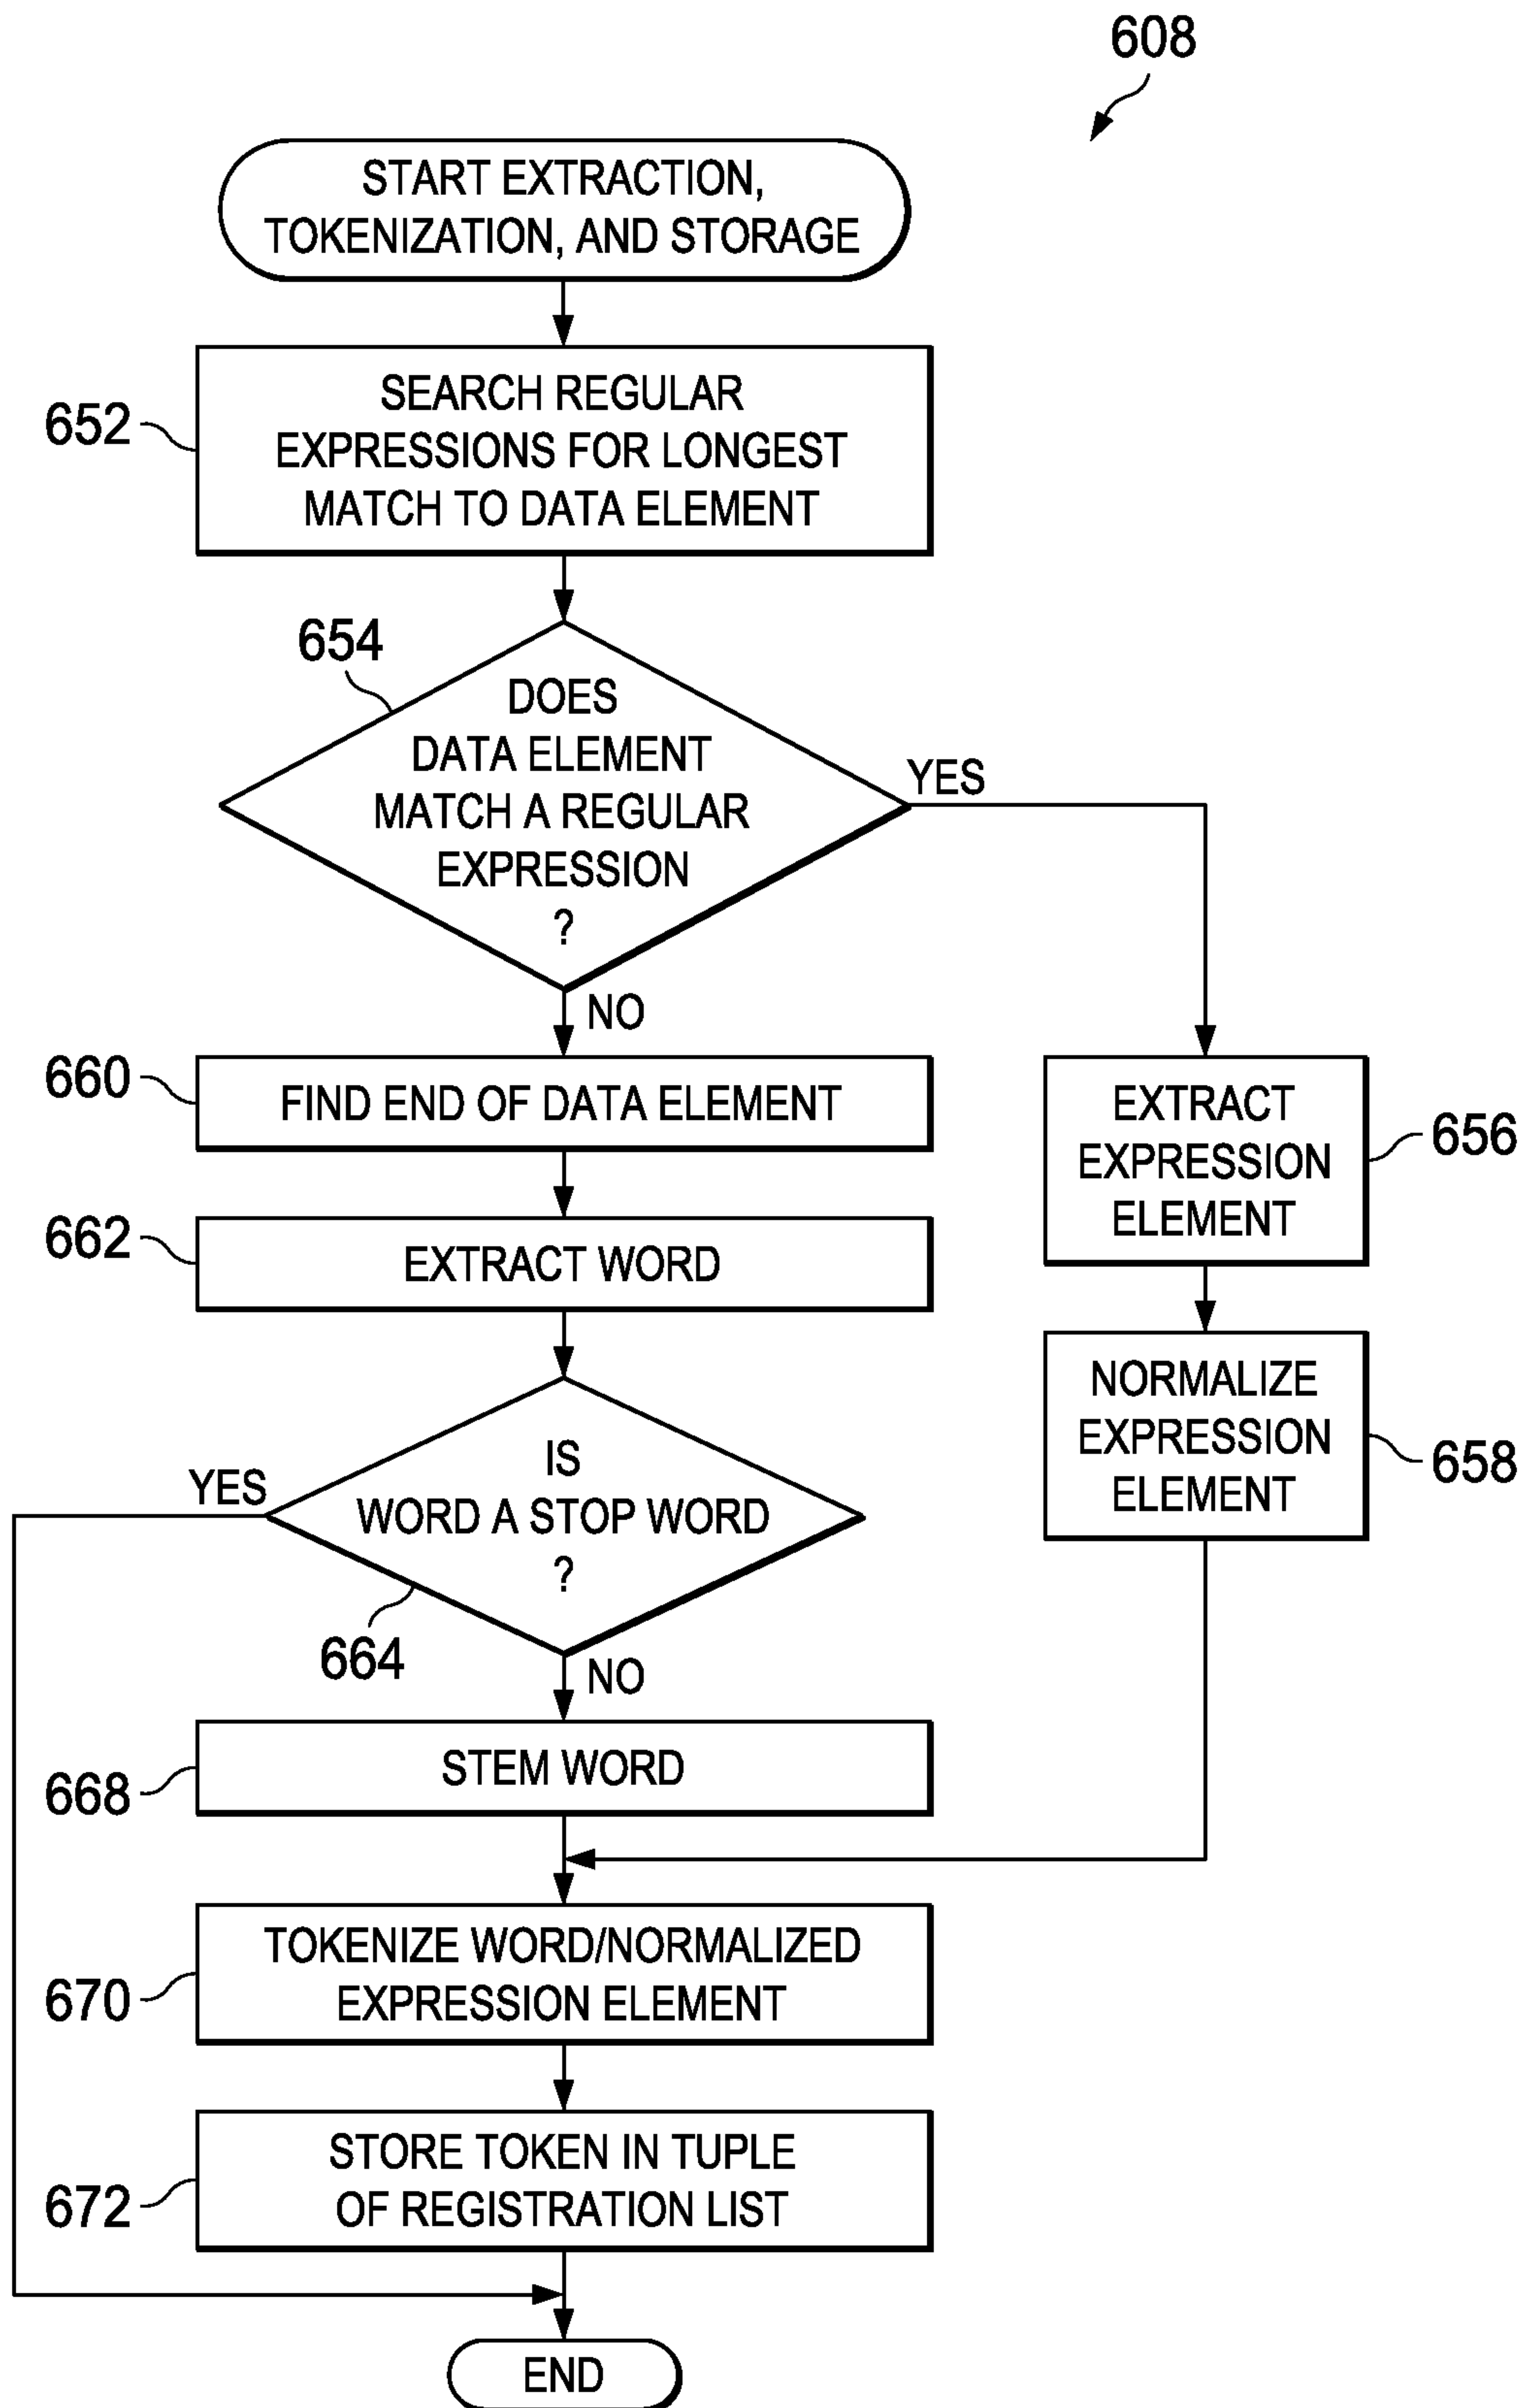 608
START EXTRACTION,
TOKENIZATION, AND STORAGE
652
SEARCH REGULAR
EXPRESSIONS FOR LONGEST
MATCH TO DATA ELEMENT
654
DOES
DATA ELEMENT
MATCH A REGULAR
EXPRESSION
?
YES
NO
660
FIND END OF DATA ELEMENT
EXTRACT
EXPRESSION
ELEMENT
656
662
EXTRACT WORD
NORMALIZE
EXPRESSION
ELEMENT
658
YES
IS
WORD A STOP WORD
?
664
NO
668
STEM WORD
670
TOKENIZE WORD/NORMALIZED
EXPRESSION ELEMENT
672
STORE TOKEN IN TUPLE
OF REGISTRATION LIST
END